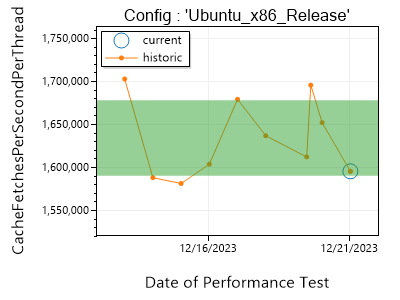 Config : 'Ubuntu_x86_Release'
CacheFetchesPerSecondPerThread
1,750,000
1,700,000
1,650,000
1,600,000
1,550,000
current
historic
12/16/2023
12/21/2023
Date of Performance Test